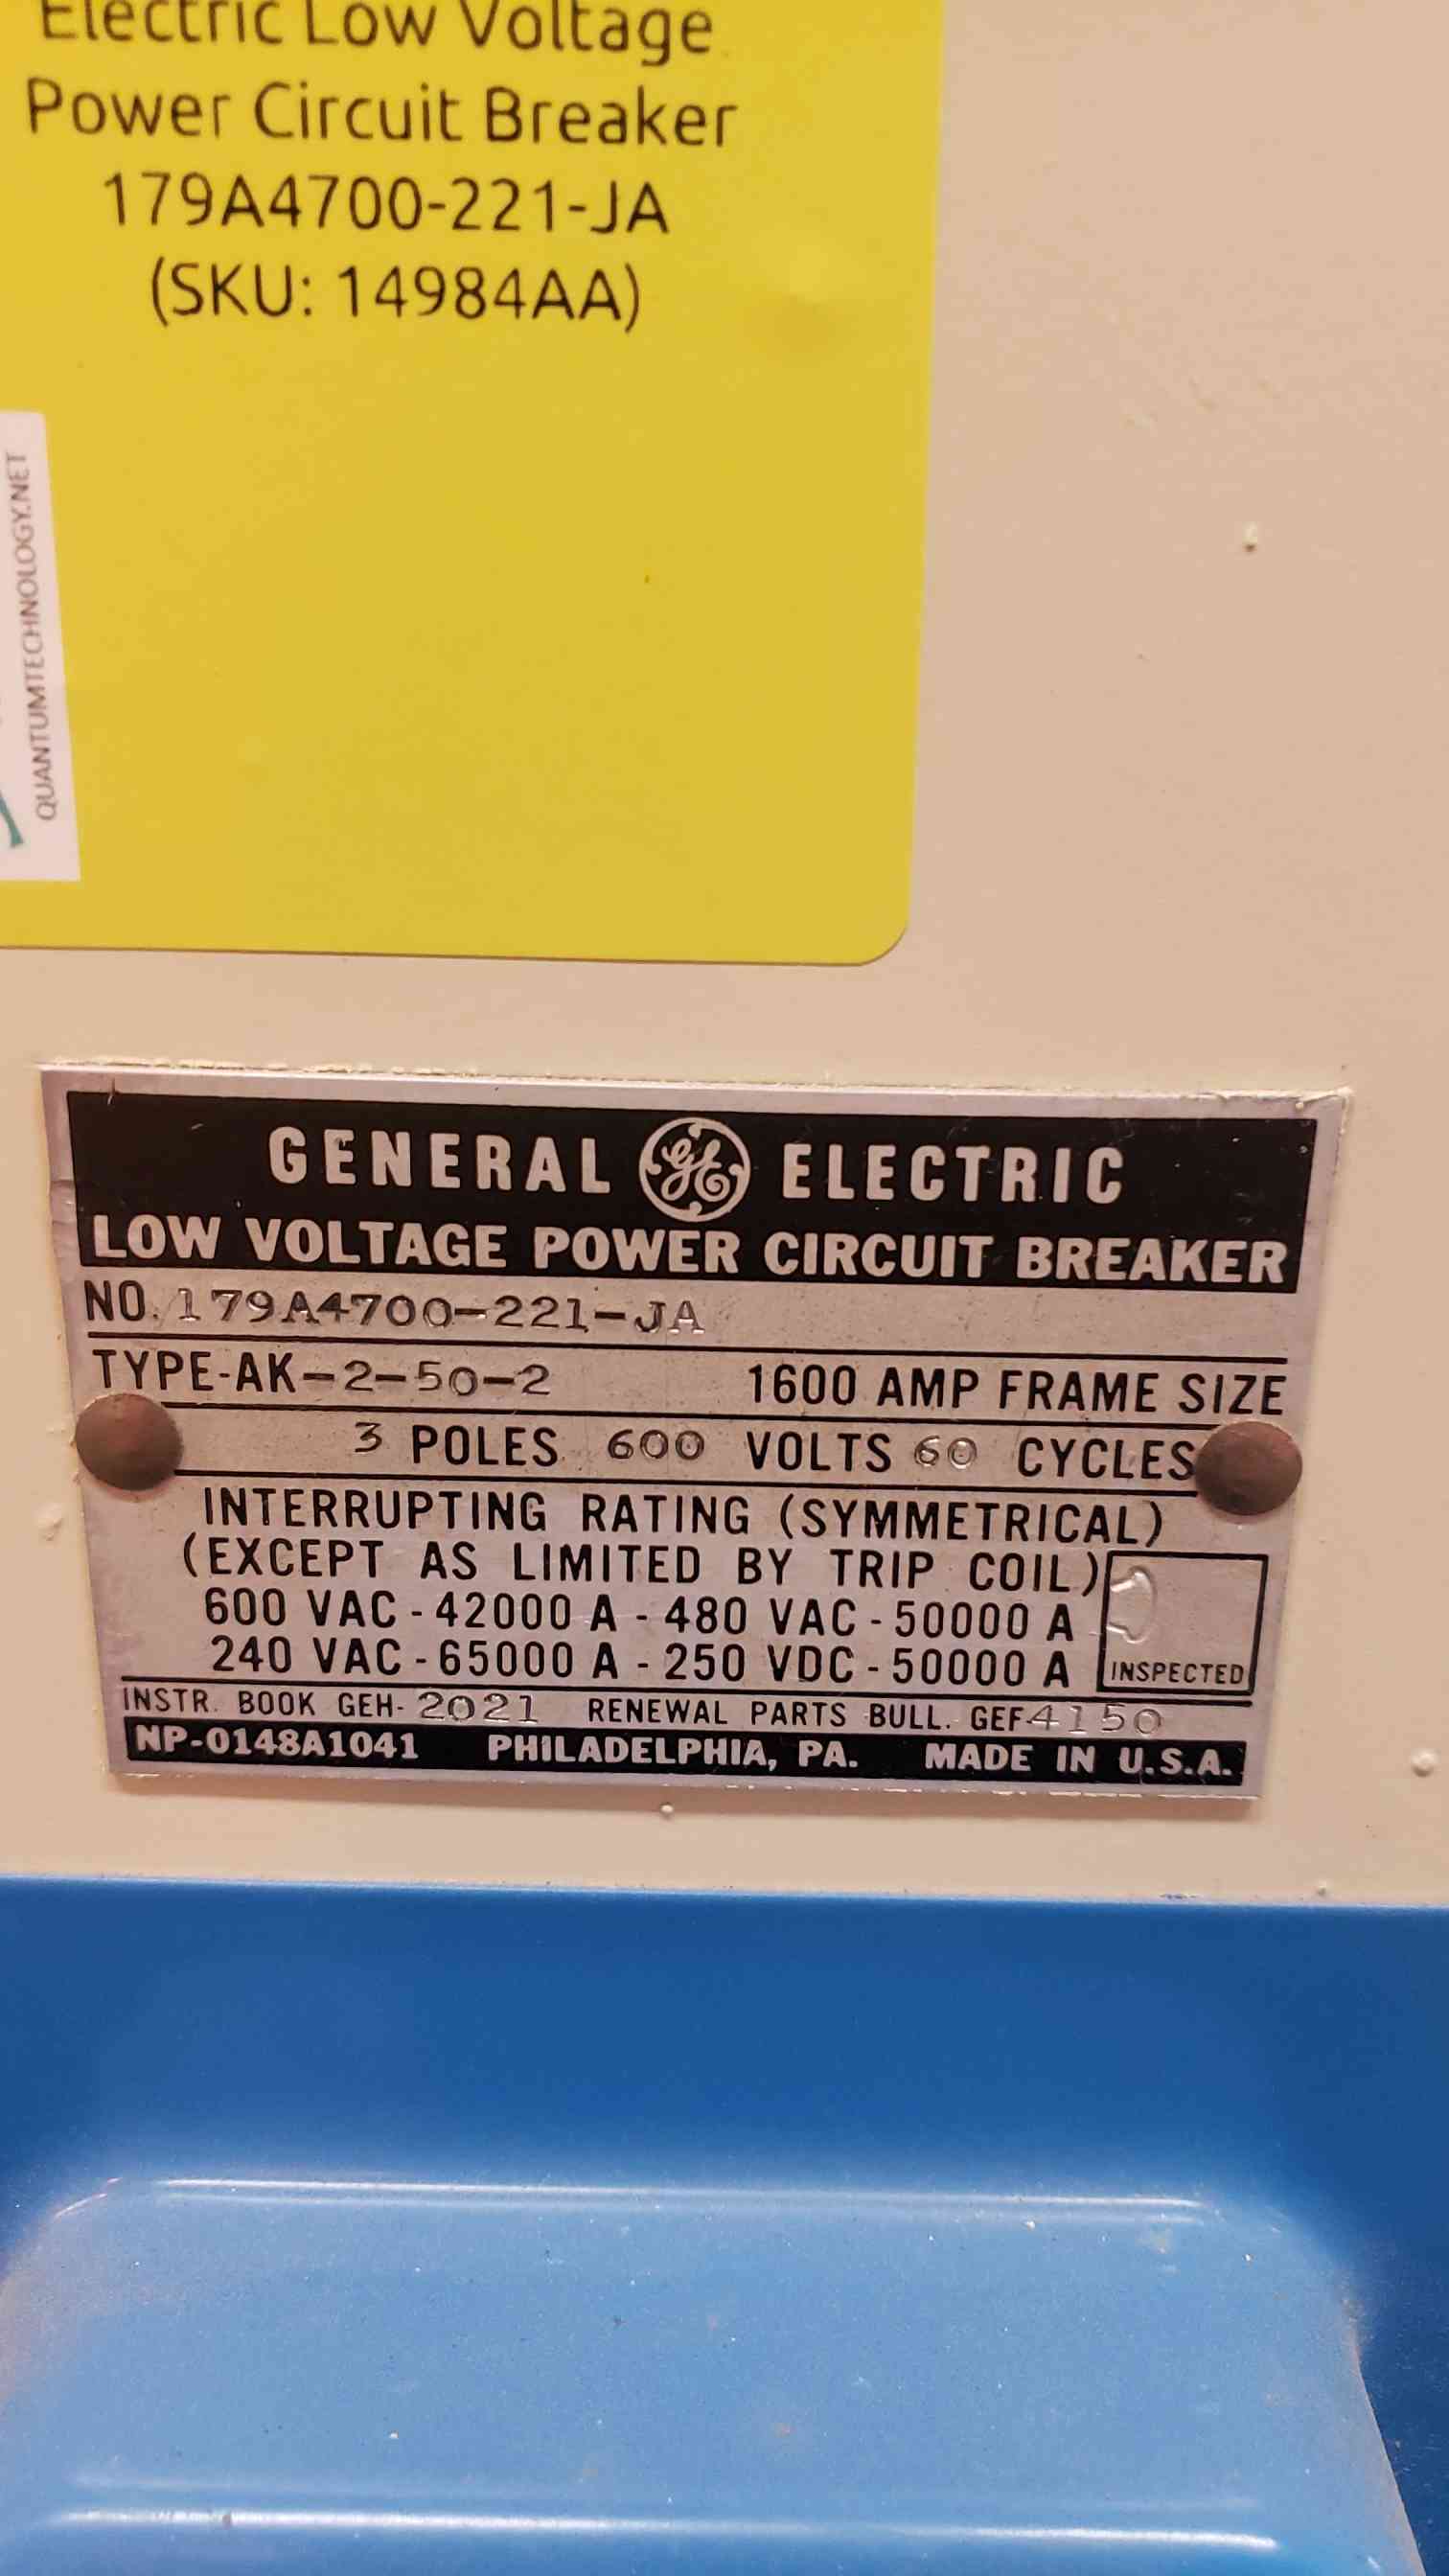 Electric Low Voltage
Power Circuit Breaker
179A4700-221-JA
(SKU: 14984AA)
QUANTUMTECHNOLOGY.NET
GENERAL GE ELECTRIC
LOW VOLTAGE POWER CIRCUIT BREAKER
NO. 179A4700-221-JA
TYPE-AK-2-50-2 1600 AMP FRAME SIZE
3 POLES 600 VOLTS 60 CYCLES
INTERRUPTING RATING (SYMMETRICAL)
(EXCEPT AS LIMITED BY TRIP COIL)
600 VAC - 42000 A - 480 VAC - 50000 A
240 VAC - 65000 A - 250 VDC - 50000 A
INSPECTED
INSTR. BOOK GEH- 2021 RENEWAL PARTS BULL. GEF-4150
NP-0148A1041 PHILADELPHIA, PA. MADE IN U.S.A.